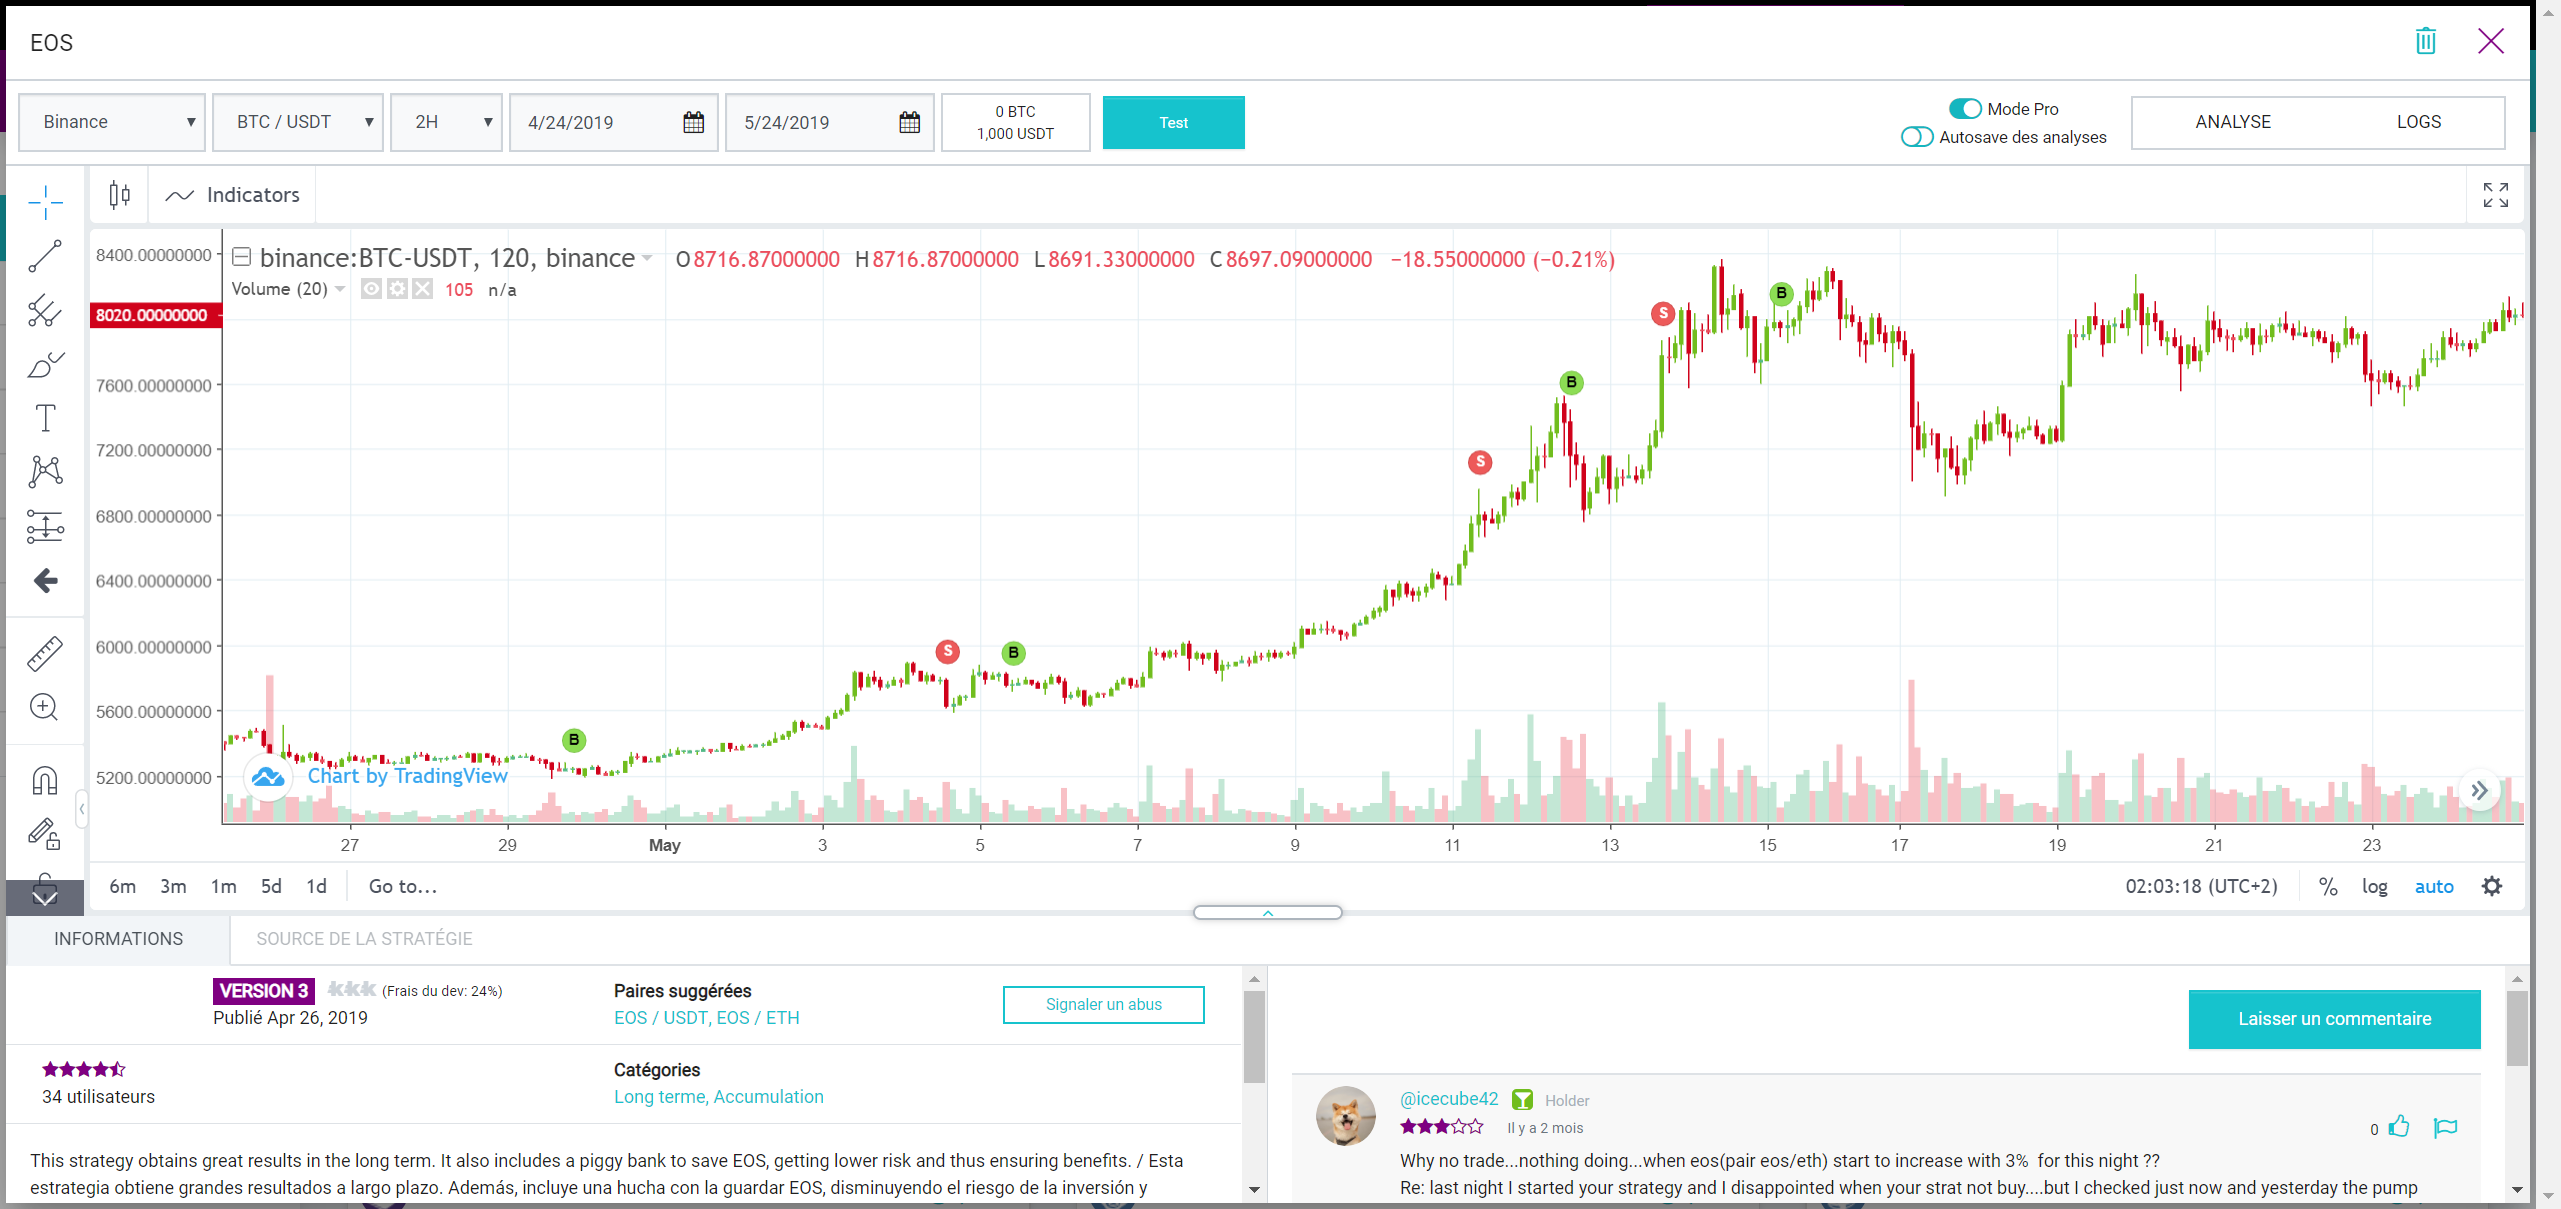 EOS
Binance
BTC / USDT
2H
4/24/2019
5/24/2019
0 BTC
1,000 USDT
Test
Mode Pro
Autosave des analyses
ANALYSE
LOGS
Indicators
binance:BTC-USDT, 120, binance
O8716.87000000 H8716.87000000 L8691.33000000 C8697.09000000 −18.55000000 (−0.21%)
Volume (20) 105 n/a
8400.00000000
8020.00000000
7600.00000000
7200.00000000
6800.00000000
6400.00000000
6000.00000000
5600.00000000
5200.00000000
B
S
B
S
B
S
B
Chart by TradingView
27 29 May 3 5 7 9 11 13 15 17 19 21 23
6m 3m 1m 5d 1d Go to...
02:03:18 (UTC+2) % log auto
INFORMATIONS
SOURCE DE LA STRATÉGIE
VERSION 3 (Frais du dev: 24%)
Publié Apr 26, 2019
Paires suggérées
EOS / USDT, EOS / ETH
Signaler un abus
34 utilisateurs
Catégories
Long terme, Accumulation
This strategy obtains great results in the long term. It also includes a piggy bank to save EOS, getting lower risk and thus ensuring benefits. / Esta
estrategia obtiene grandes resultados a largo plazo. Además, incluye una hucha con la guardar EOS, disminuyendo el riesgo de la inversión y
Laisser un commentaire
@icecube42 Holder
Il y a 2 mois
0
Why no trade...nothing doing...when eos(pair eos/eth) start to increase with 3% for this night ??
Re: last night I started your strategy and I disappointed when your strat not buy....but I checked just now and yesterday the pump